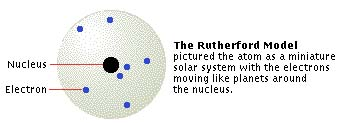 The Rutherford Model
pictured the atom as a miniature
solar system with the electrons
moving like planets around
the nucleus.
Nucleus
Electron